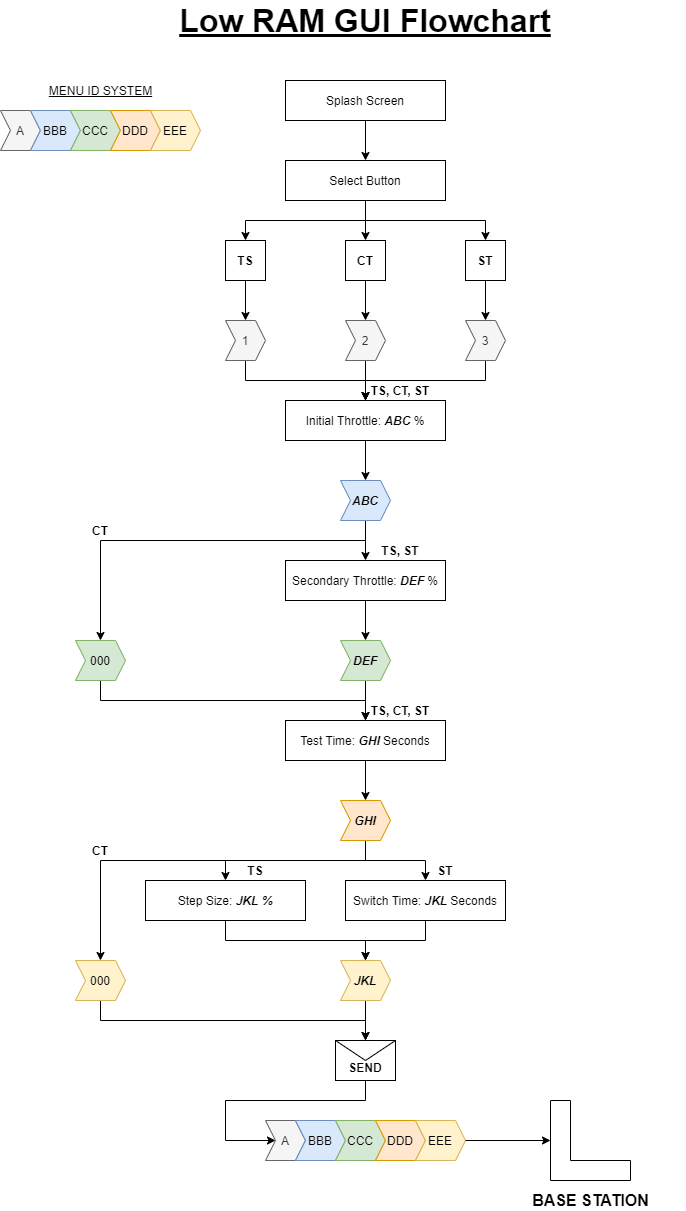 Low RAM GUI Flowchart
MENU ID SYSTEM
A BBB CCC DDD EEE
Splash Screen
Select Button
TS CT ST
1 2 3
TS, CT, ST
Initial Throttle: ABC %
ABC
CT
TS, ST
Secondary Throttle: DEF %
000 DEF
TS, CT, ST
Test Time: GHI Seconds
GHI
CT
TS ST
Step Size: JKL % Switch Time: JKL Seconds
000 JKL
SEND
A BBB CCC DDD EEE
BASE STATION